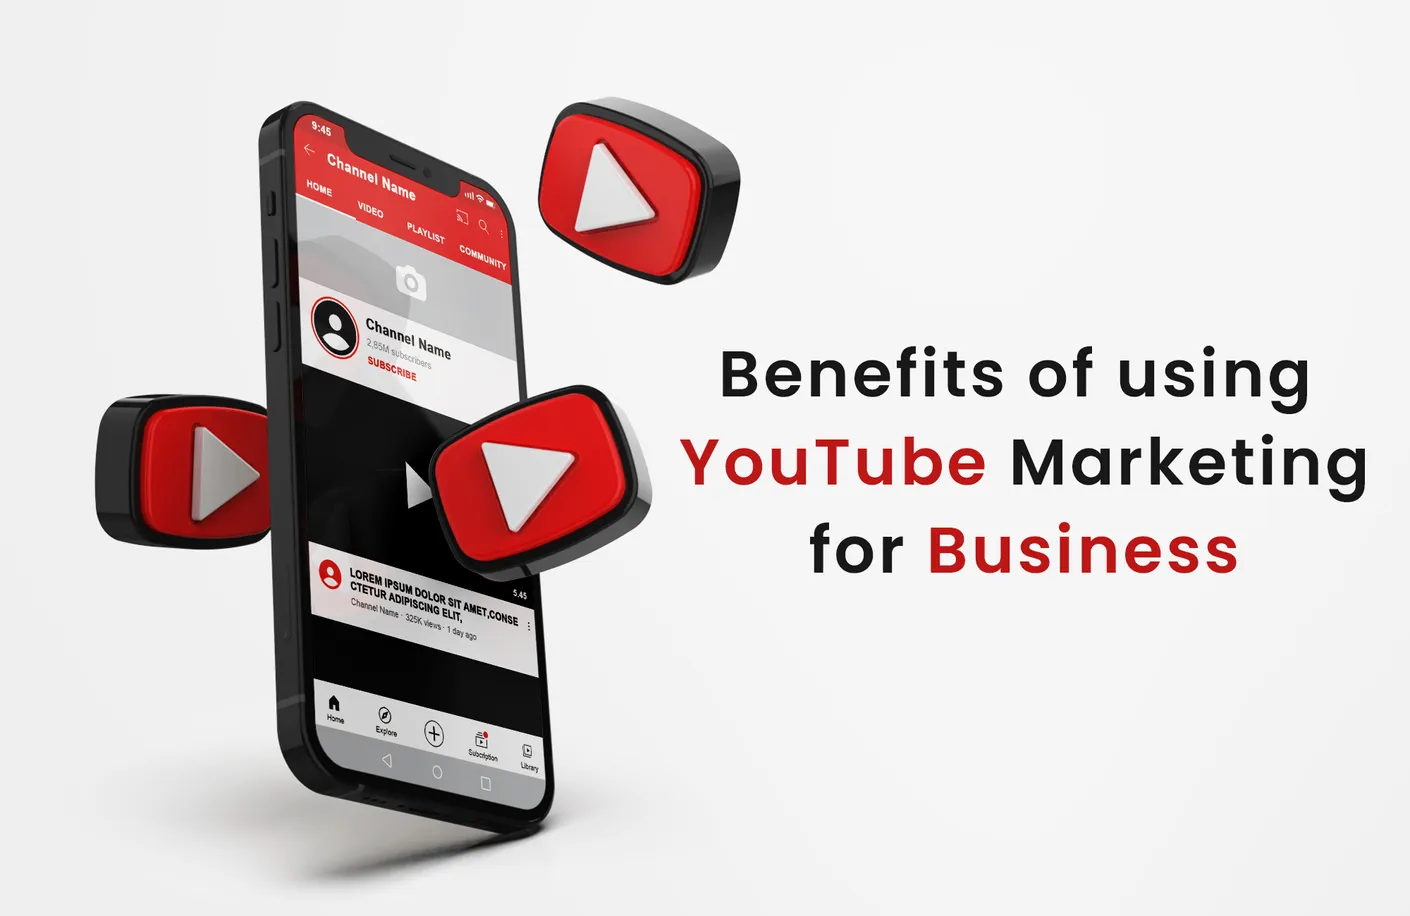 9:45
Channel Name
HOME
VIDEO
PLAYLIST
COMMUNITY
Channel Name
2,85M subscribers
SUBSCRIBE
5.45
LOREM IPSUM DOLOR SIT AMET,CONSE
CTETUR ADIPISCING ELIT,
Channel Name · 325K views · 1 day ago
Home
Explore
Subcription
Library
Benefits of using
YouTube Marketing
for Business